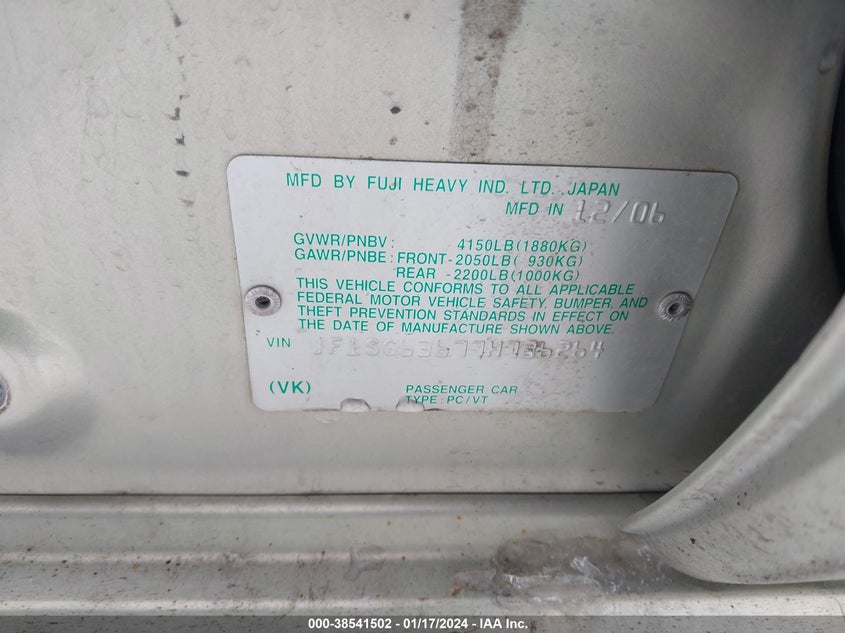 MFD BY FUJI HEAVY IND. LTD. JAPAN
MFD IN 12/06
GVWR/PNBV: 4150LB(1880KG)
GAWR/PNBE: FRONT-2050LB( 930KG)
REAR -2200LB(1000KG)
THIS VEHICLE CONFORMS TO ALL APPLICABLE
FEDERAL MOTOR VEHICLE SAFETY, BUMPER, AND
THEFT PREVENTION STANDARDS IN EFFECT ON
THE DATE OF MANUFACTURE SHOWN ABOVE.
VIN JF1SG63677H736264
(VK) PASSENGER CAR
TYPE:PC/VT
000-38541502 / 01/17/2024 - © IAA Inc.